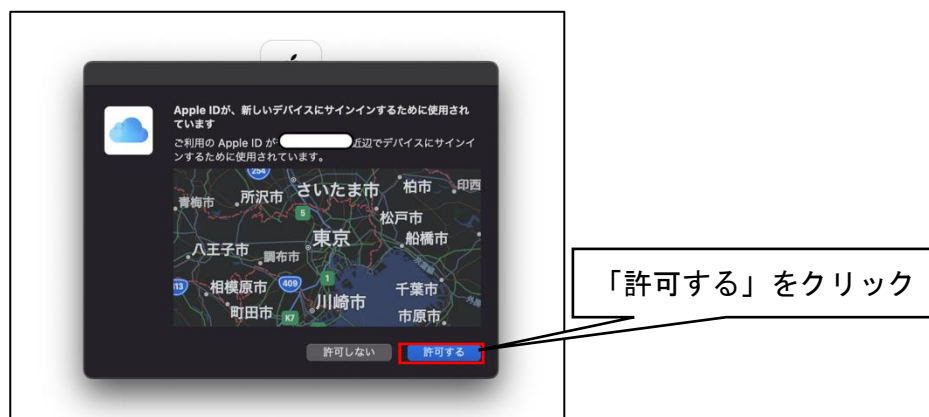 Apple IDが、新しいデバイスにサインインするために使用され
ています
ご利用の Apple ID が
近辺でデバイスにサインイ
ンするために使用されています。
254
さいたま市
柏市
印西
青梅市
所沢市
5
松戸市
東京
船橋市
八王子市
調布市
413
相模原市
409
1
千葉市
川崎市
町田市
K7
市原市
許可しない
許可する
「許可する」をクリック